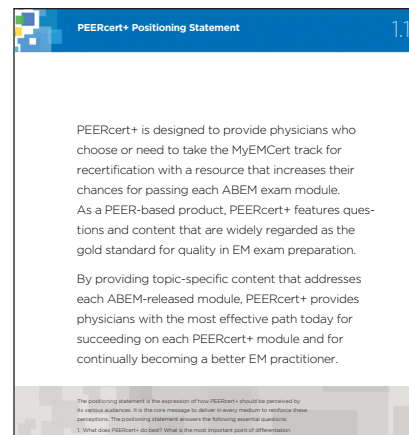 PEERcert+ Positioning Statement
1.1
PEERcert+ is designed to provide physicians who
choose or need to take the MyEMCert track for
recertification with a resource that increases their
chances for passing each ABEM exam module.
As a PEER-based product, PEERcert+ features ques-
tions and content that are widely regarded as the
gold standard for quality in EM exam preparation.
By providing topic-specific content that addresses
each ABEM-released module, PEERcert+ provides
physicians with the most effective path today for
succeeding on each PEERcert+ module and for
continually becoming a better EM practitioner.
The positioning statement is the expression of how PEERcert+ should be perceived by
its various audiences. It is the core message to deliver in every medium to reinforce these
perceptions. The positioning statement answers the following essential questions:
1. What does PEERcert+ do best? What is the most important point of differentiation